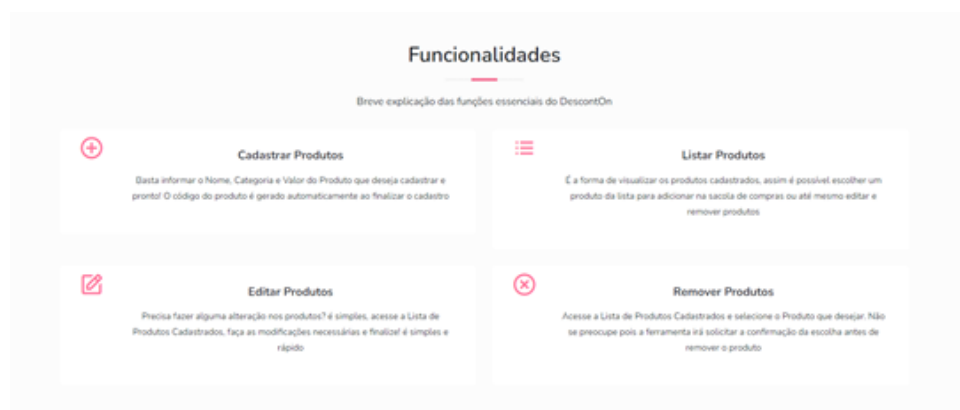 Funcionalidades
Breve explicação das funções essenciais do DescontOn
Cadastrar Produtos
Basta informar o Nome, Categoria e Valor do Produto que deseja cadastrar e
pronto! O código do produto é gerado automaticamente ao finalizar o cadastro
Listar Produtos
É a forma de visualizar os produtos cadastrados, assim é possível escolher um
produto da lista para adicionar na sacola de compras ou até mesmo editar e
remover produtos
Editar Produtos
Precisa fazer alguma alteração nos produtos? é simples, acesse a Lista de
Produtos Cadastrados, faça as modificações necessárias e finalize! é simples e
rápido
Remover Produtos
Acesse a Lista de Produtos Cadastrados e selecione o Produto que desejar. Não
se preocupe pois a ferramenta irá solicitar a confirmação da escolha antes de
remover o produto